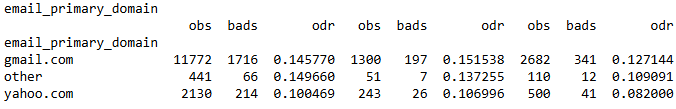 email_primary_domain
obs bads odr obs bads odr obs bads odr
email_primary_domain
gmail.com 11772 1716 0.145770 1300 197 0.151538 2682 341 0.127144
other 441 66 0.149660 51 7 0.137255 110 12 0.109091
yahoo.com 2130 214 0.100469 243 26 0.106996 500 41 0.082000